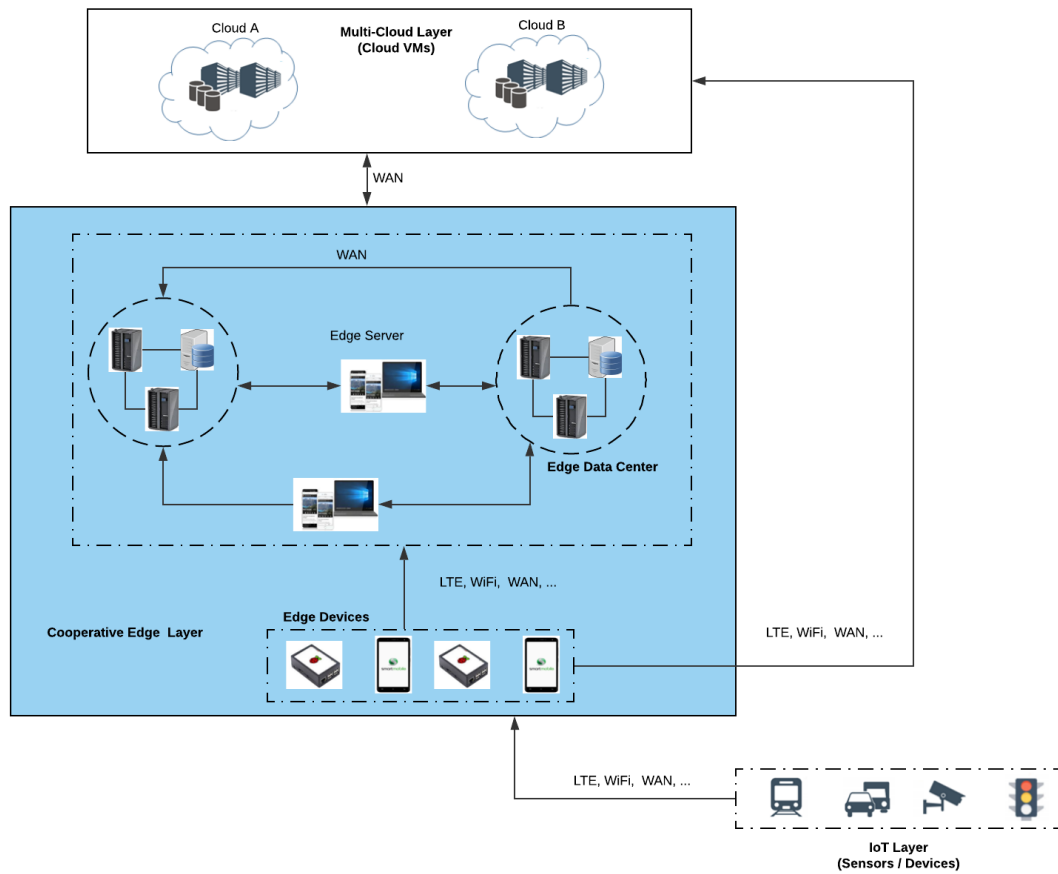 Cloud A
Multi-Cloud Layer
(Cloud VMs)
Cloud B
WAN
WAN
Edge Server
Edge Data Center
LTE, WiFi, WAN, ...
Edge Devices
Cooperative Edge Layer
LTE, WiFi, WAN, ...
LTE, WiFi, WAN, ...
IoT Layer
(Sensors / Devices)